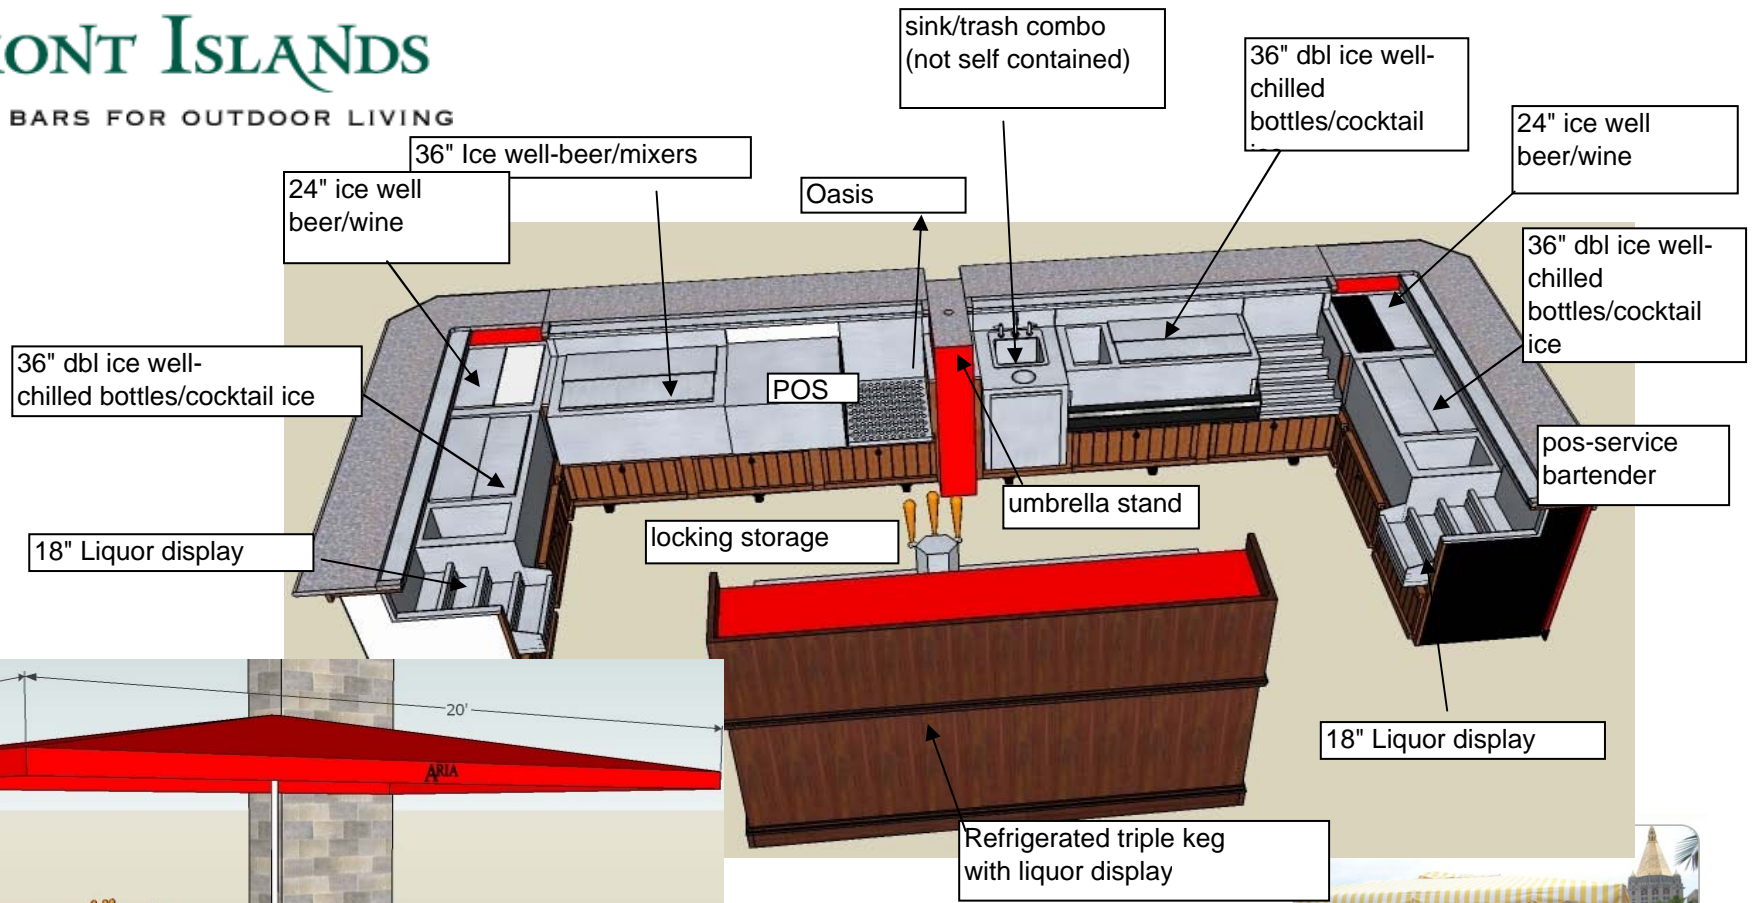 ISLANDS
BARS FOR OUTDOOR LIVING
sink/trash combo
(not self contained)
36" dbl ice well-
chilled
bottles/cocktail
24" ice well
beer/wine
36" Ice well-beer/mixers
24" ice well
beer/wine
Oasis
36" dbl ice well-
chilled
bottles/cocktail
ice
36" dbl ice well-
chilled bottles/cocktail ice
POS
pos-service
bartender
umbrella stand
locking storage
18" Liquor display
20'
ARIA
18" Liquor display
Refrigerated triple keg
with liquor display